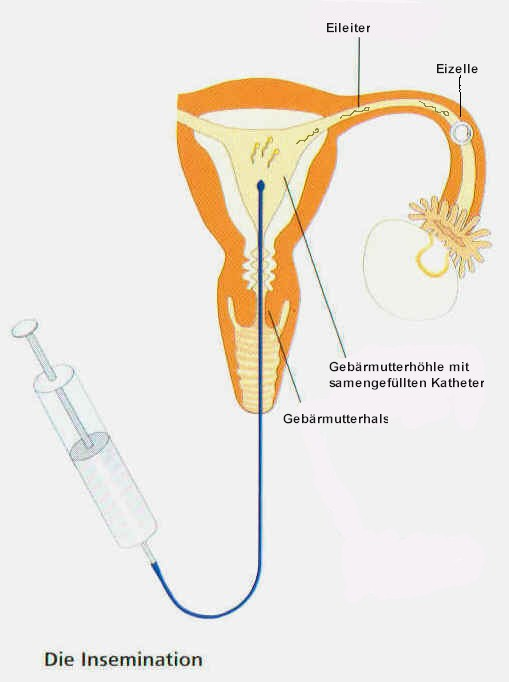 Eileiter
Eizelle
Gebärmutterhöhle mit
samengefüllten Katheter
Gebärmutterhals
Die Insemination